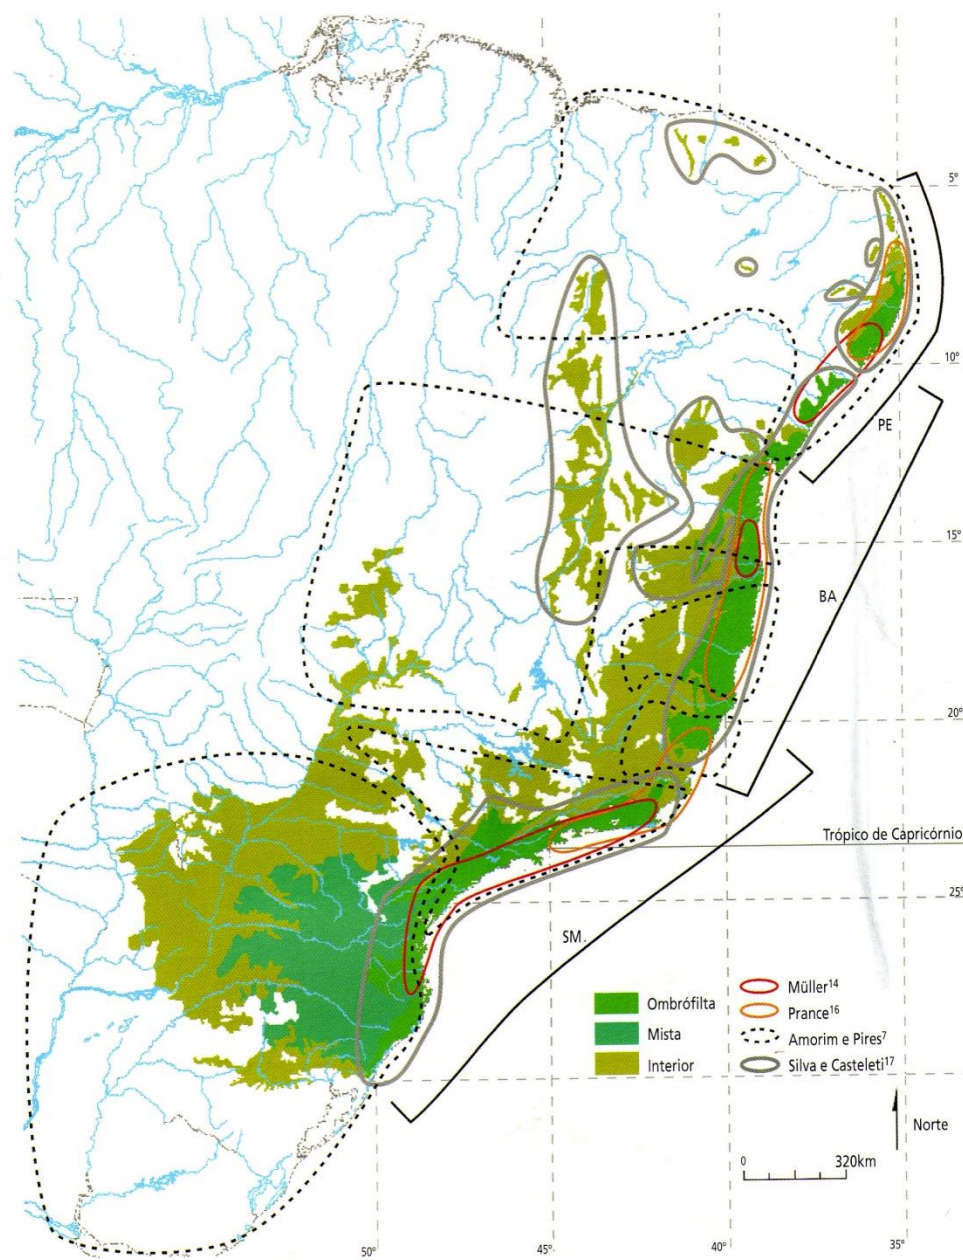 5°
10°
PE
15°
BA
20°
Trópico de Capricórnio
25°
SM.
Ombrófilta
Mista
Interior
Müller¹⁴
Prance¹⁶
Amorim e Pires⁷
Silva e Casteleti¹⁷
Norte
0 320km
50° 45° 40° 35°